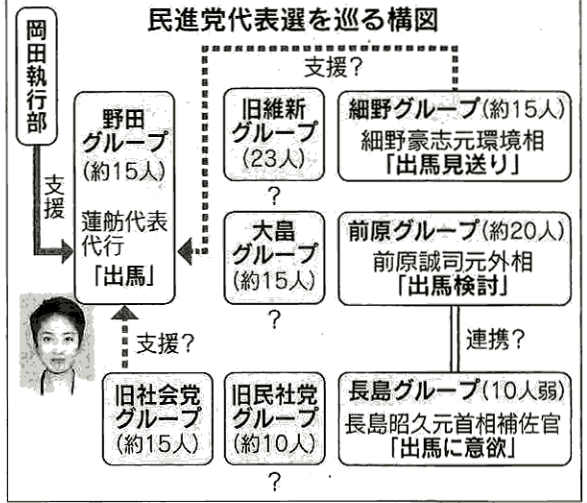 民進党代表選を巡る構図
岡田執行部
支援
野田
グループ
(約15人)
蓮舫代表
代行
「出馬」
支援?
旧維新
グループ
(23人)
?
細野グループ(約15人)
細野豪志元環境相
「出馬見送り」
大畠
グループ
(約15人)
?
前原グループ(約20人)
前原誠司元外相
「出馬検討」
連携?
支援?
旧社会党
グループ
(約15人)
旧民社党
グループ
(約10人)
?
長島グループ(10人弱)
長島昭久元首相補佐官
「出馬に意欲」